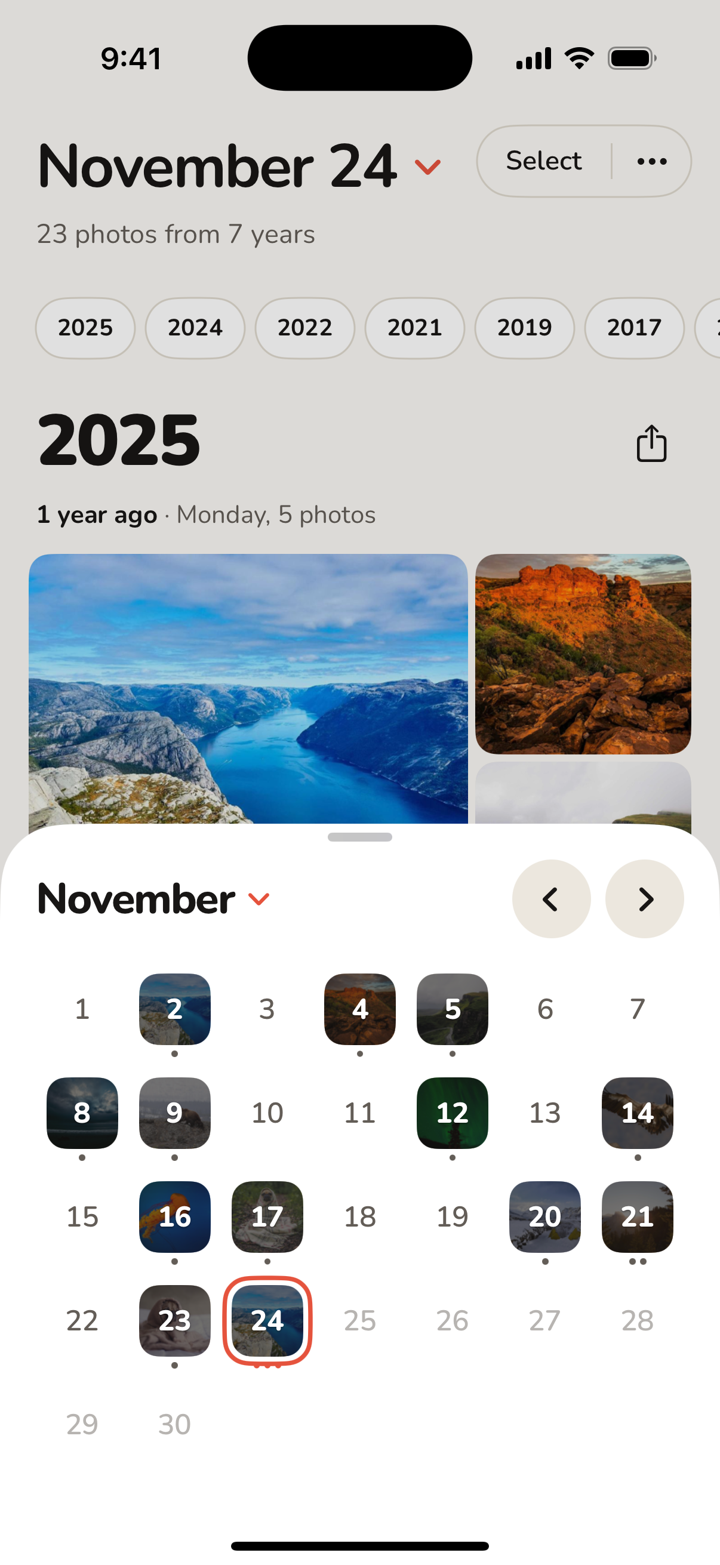 9:41
November 24
Select
23 photos from 7 years
2025 2024 2022 2021 2019 2017
2025
1 year ago · Monday, 5 photos
November
1 2 3 4 5 6 7
8 9 10 11 12 13 14
15 16 17 18 19 20 21
22 23 24 25 26 27 28
29 30